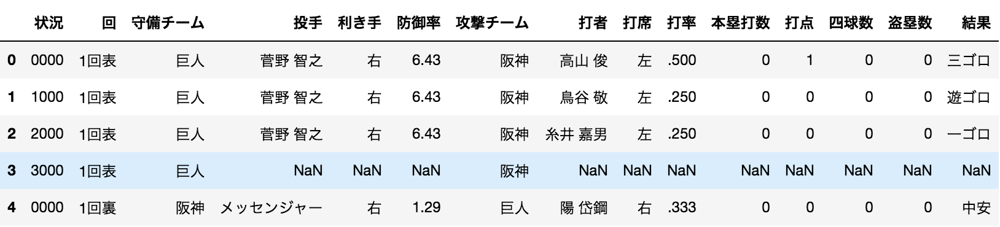 状況 回 守備チーム 投手 利き手 防御率 攻撃チーム 打者 打席 打率 本塁打数 打点 四球数 盗塁数 結果
0 0000 1回表 巨人 菅野 智之 右 6.43 阪神 高山 俊 左 .500 0 1 0 0 三ゴロ
1 1000 1回表 巨人 菅野 智之 右 6.43 阪神 鳥谷 敬 左 .250 0 0 0 0 遊ゴロ
2 2000 1回表 巨人 菅野 智之 右 6.43 阪神 糸井 嘉男 左 .250 0 0 0 0 一ゴロ
3 3000 1回表 巨人 NaN NaN NaN 阪神 NaN NaN NaN NaN NaN NaN NaN NaN
4 0000 1回裏 阪神 メッセンジャー 右 1.29 巨人 陽 岱鋼 右 .333 0 0 0 0 中安